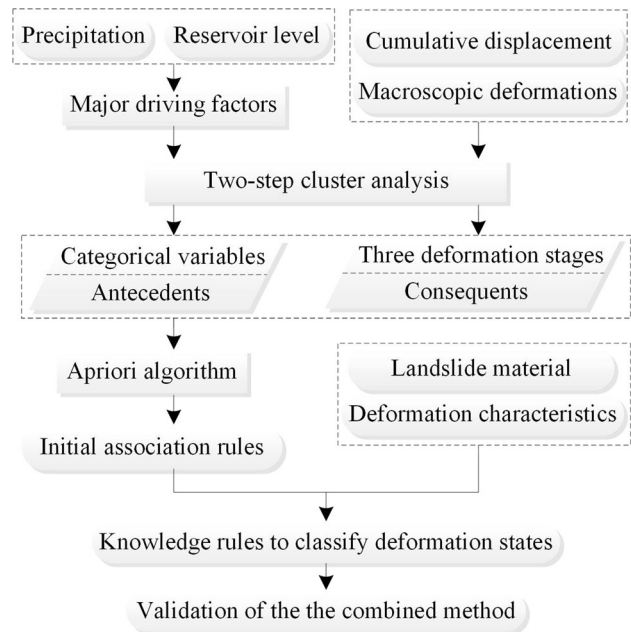 Precipitation
Reservoir level
Cumulative displacement
Macroscopic deformations
Major driving factors
Two-step cluster analysis
Categorical variables
Antecedents
Three deformation stages
Consequents
Apriori algorithm
Landslide material
Deformation characteristics
Initial association rules
Knowledge rules to classify deformation states
Validation of the the combined method